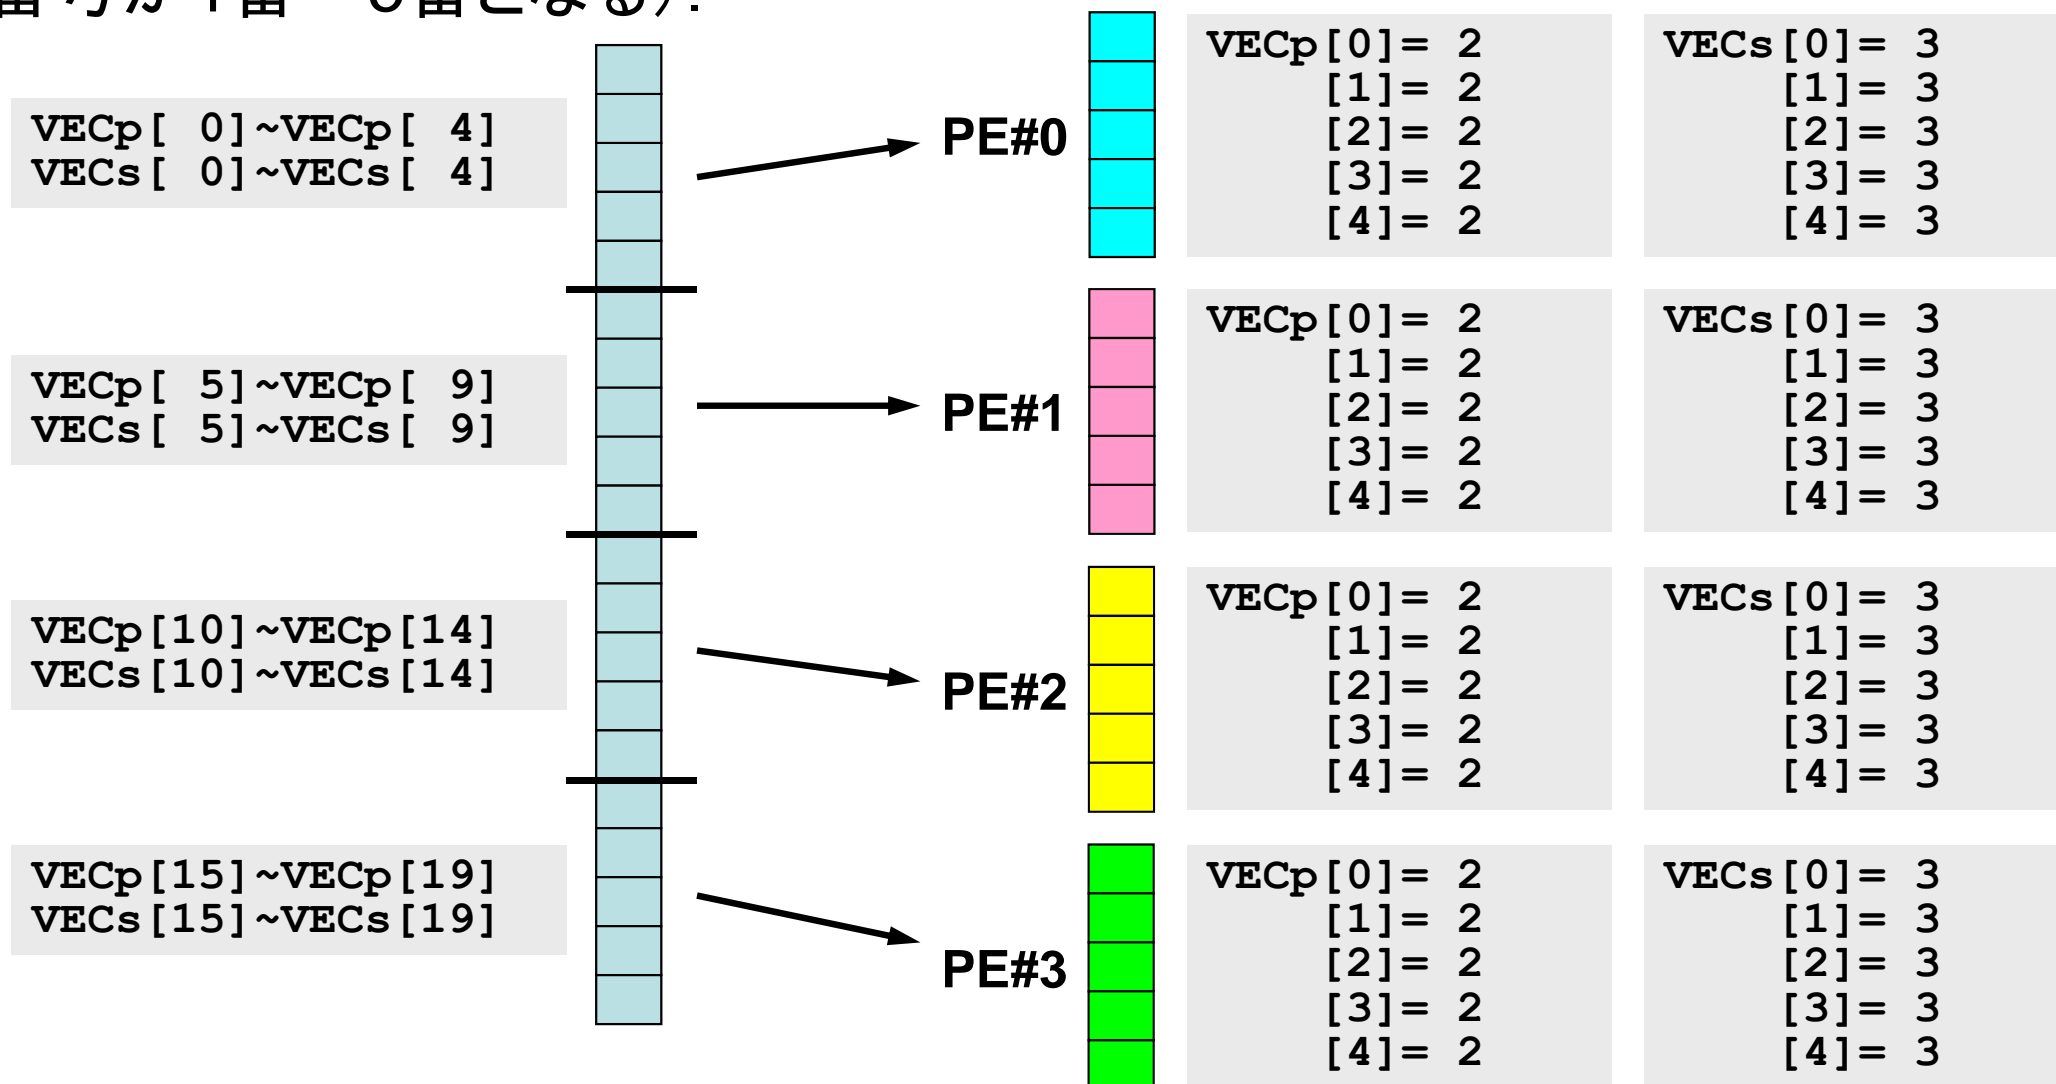 となる).
VECp[ 0]~VECp[ 4]
VECs[ 0]~VECs[ 4]
PE#0
VECp[0]= 2
[1]= 2
[2]= 2
[3]= 2
[4]= 2
VECs[0]= 3
[1]= 3
[2]= 3
[3]= 3
[4]= 3
VECp[ 5]~VECp[ 9]
VECs[ 5]~VECs[ 9]
PE#1
VECp[0]= 2
[1]= 2
[2]= 2
[3]= 2
[4]= 2
VECs[0]= 3
[1]= 3
[2]= 3
[3]= 3
[4]= 3
VECp[10]~VECp[14]
VECs[10]~VECs[14]
PE#2
VECp[0]= 2
[1]= 2
[2]= 2
[3]= 2
[4]= 2
VECs[0]= 3
[1]= 3
[2]= 3
[3]= 3
[4]= 3
VECp[15]~VECp[19]
VECs[15]~VECs[19]
PE#3
VECp[0]= 2
[1]= 2
[2]= 2
[3]= 2
[4]= 2
VECs[0]= 3
[1]= 3
[2]= 3
[3]= 3
[4]= 3